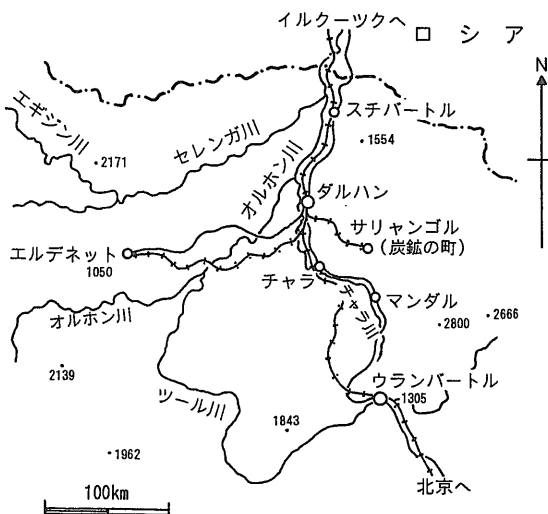 イルクーツクへ
ロシア
N
エギジン川
スチバートル
・1554
・2171
セレンガ川
オルホン川
ダルハン
サリャンゴル
(炭鉱の町)
エルデネット
1050
チャラ
チャラ川
マンダル
オルホン川
・2800
・2666
・2139
ツール川
ウランバートル
・1305
1843
・1962
北京へ
100km